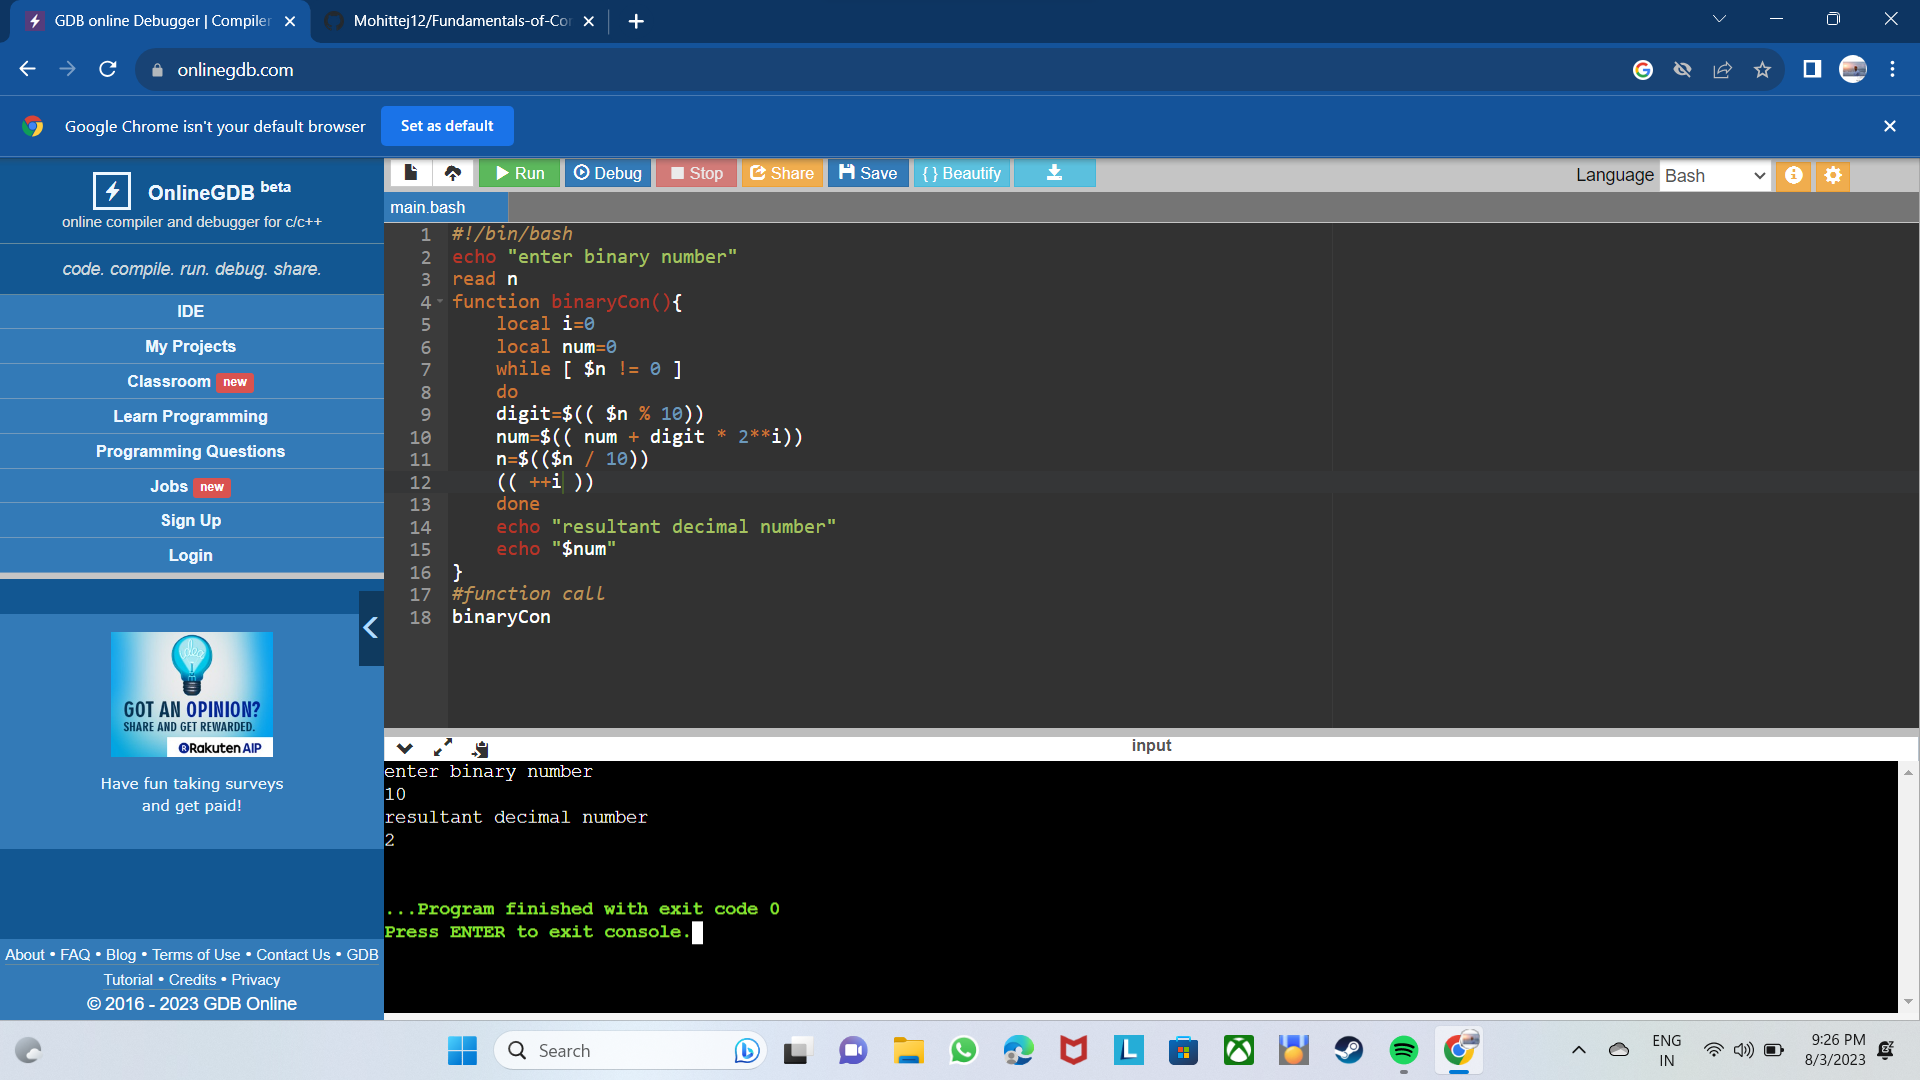 GDB online Debugger | Compiler
Mohittej12/Fundamentals-of-Co
onlinegdb.com
Google Chrome isn't your default browser
Set as default
OnlineGDB beta
online compiler and debugger for c/c++
code. compile. run. debug. share.
IDE
My Projects
Classroom new
Learn Programming
Programming Questions
Jobs new
Sign Up
Login
GOT AN OPINION?
SHARE AND GET REWARDED.
Rakuten AIP
Have fun taking surveys
and get paid!
About • FAQ • Blog • Terms of Use • Contact Us • GDB
Tutorial • Credits • Privacy
© 2016 - 2023 GDB Online
Run Debug Stop Share Save {} Beautify
Language Bash
main.bash
1 #!/bin/bash
2 echo "enter binary number"
3 read n
4 function binaryCon(){
5 local i=0
6 local num=0
7 while [ $n != 0 ]
8 do
9 digit=$(( $n % 10))
10 num=$(( num + digit * 2**i))
11 n=$(($n / 10))
12 (( ++i ))
13 done
14 echo "resultant decimal number"
15 echo "$num"
16 }
17 #function call
18 binaryCon
input
enter binary number
10
resultant decimal number
2
...Program finished with exit code 0
Press ENTER to exit console.
Search
ENG
IN
9:26 PM
8/3/2023